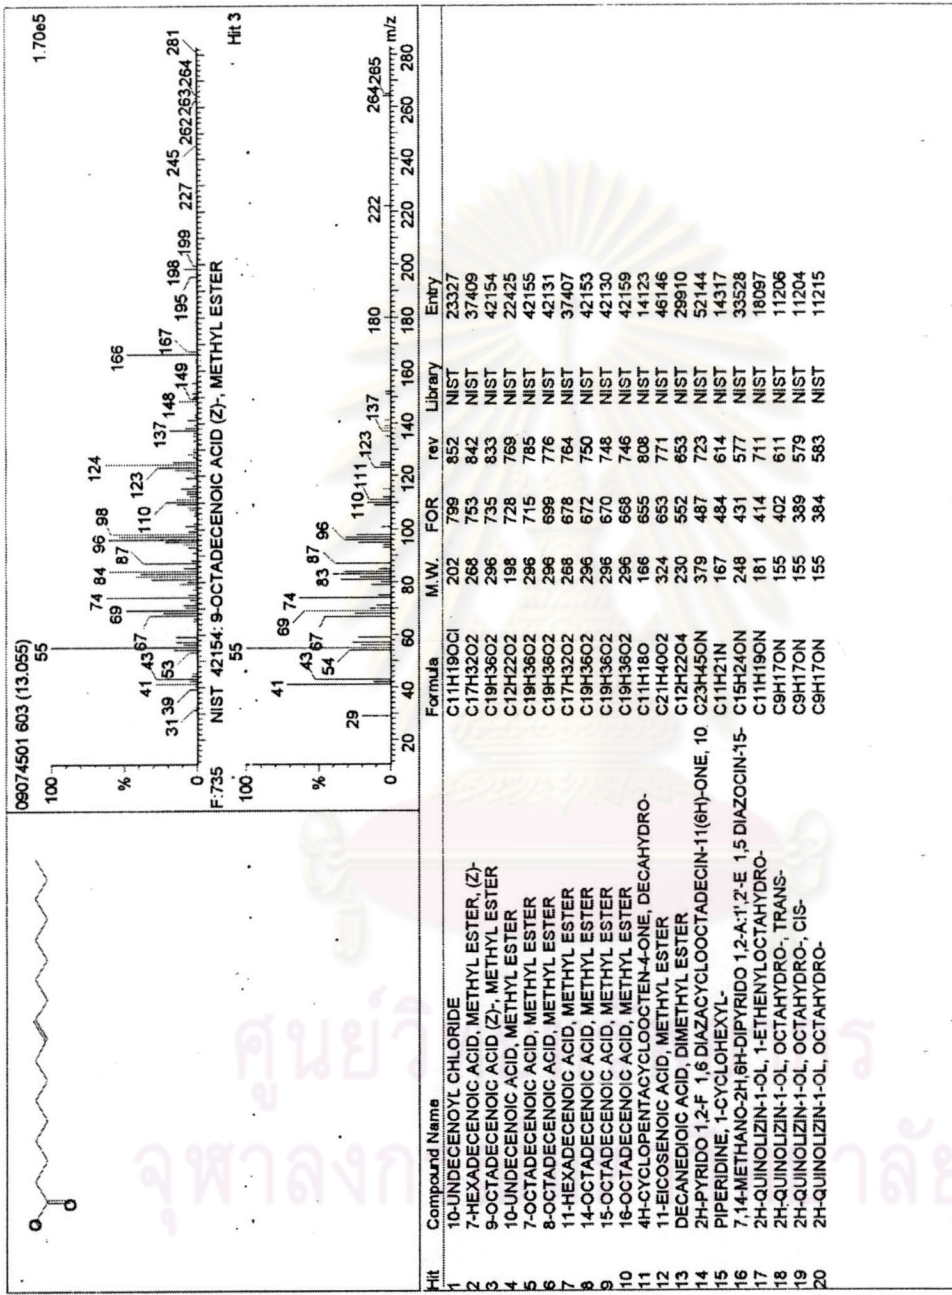 09074501 603 (13.055)
1.70e5
100
%
0
31 39 41 43 53 55 67 69 74 84 87 96 98 110 123 124 137 148 149 166 167 195 198 199 227 245 262 263 264 281
F:735 NIST 42154: 9-OCTADECENOIC ACID (Z)-, METHYL ESTER
Hit 3
100
%
0
29 41 43 54 55 67 69 74 83 87 96 110 111 123 137 180 222 264 265
20 40 60 80 100 120 140 160 180 200 220 240 260 280 m/z
O
O
Hit Compound Name Formula M.W. FOR rev Library Entry
1 10-UNDECENOYL CHLORIDE C11H19OCl 202 799 852 NIST 23327
2 7-HEXADECENOIC ACID, METHYL ESTER, (Z)- C17H32O2 268 753 842 NIST 37409
3 9-OCTADECENOIC ACID (Z)-, METHYL ESTER C19H36O2 296 735 833 NIST 42154
4 10-UNDECENOIC ACID, METHYL ESTER C12H22O2 198 728 769 NIST 22425
5 7-OCTADECENOIC ACID, METHYL ESTER C19H36O2 296 715 785 NIST 42155
6 8-OCTADECENOIC ACID, METHYL ESTER C19H36O2 296 699 776 NIST 42131
7 11-HEXADECENOIC ACID, METHYL ESTER C17H32O2 268 678 764 NIST 37407
8 14-OCTADECENOIC ACID, METHYL ESTER C19H36O2 296 672 750 NIST 42153
9 15-OCTADECENOIC ACID, METHYL ESTER C19H36O2 296 670 748 NIST 42130
10 16-OCTADECENOIC ACID, METHYL ESTER C19H36O2 296 668 746 NIST 42159
11 4H-CYCLOPENTACYCLOOCTEN-4-ONE, DECAHYDRO- C11H18O 166 655 808 NIST 14123
12 11-EICOSENOIC ACID, METHYL ESTER C21H40O2 324 653 771 NIST 46146
13 DECANEDIOIC ACID, DIMETHYL ESTER C12H22O4 230 552 653 NIST 29910
14 2H-PYRIDO 1,2-F 1,6 DIAZACYCLOOCTADECIN-11(6H)-ONE, 10 C23H45ON 379 487 723 NIST 52144
15 PIPERIDINE, 1-CYCLOHEXYL- C11H21N 167 484 614 NIST 14317
16 7,14-METHANO-2H,6H-DIPYRIDO 1,2-A:1',2'-E 1,5 DIAZOCIN-15- C15H24ON 248 431 577 NIST 33528
17 2H-QUINOLIZIN-1-OL, 1-ETHENYLOCTAHYDRO- C11H19ON 181 414 711 NIST 18097
18 2H-QUINOLIZIN-1-OL, OCTAHYDRO-, TRANS- C9H17ON 155 402 611 NIST 11206
19 2H-QUINOLIZIN-1-OL, OCTAHYDRO-, CIS- C9H17ON 155 389 579 NIST 11204
20 2H-QUINOLIZIN-1-OL, OCTAHYDRO- C9H17ON 155 384 583 NIST 11215